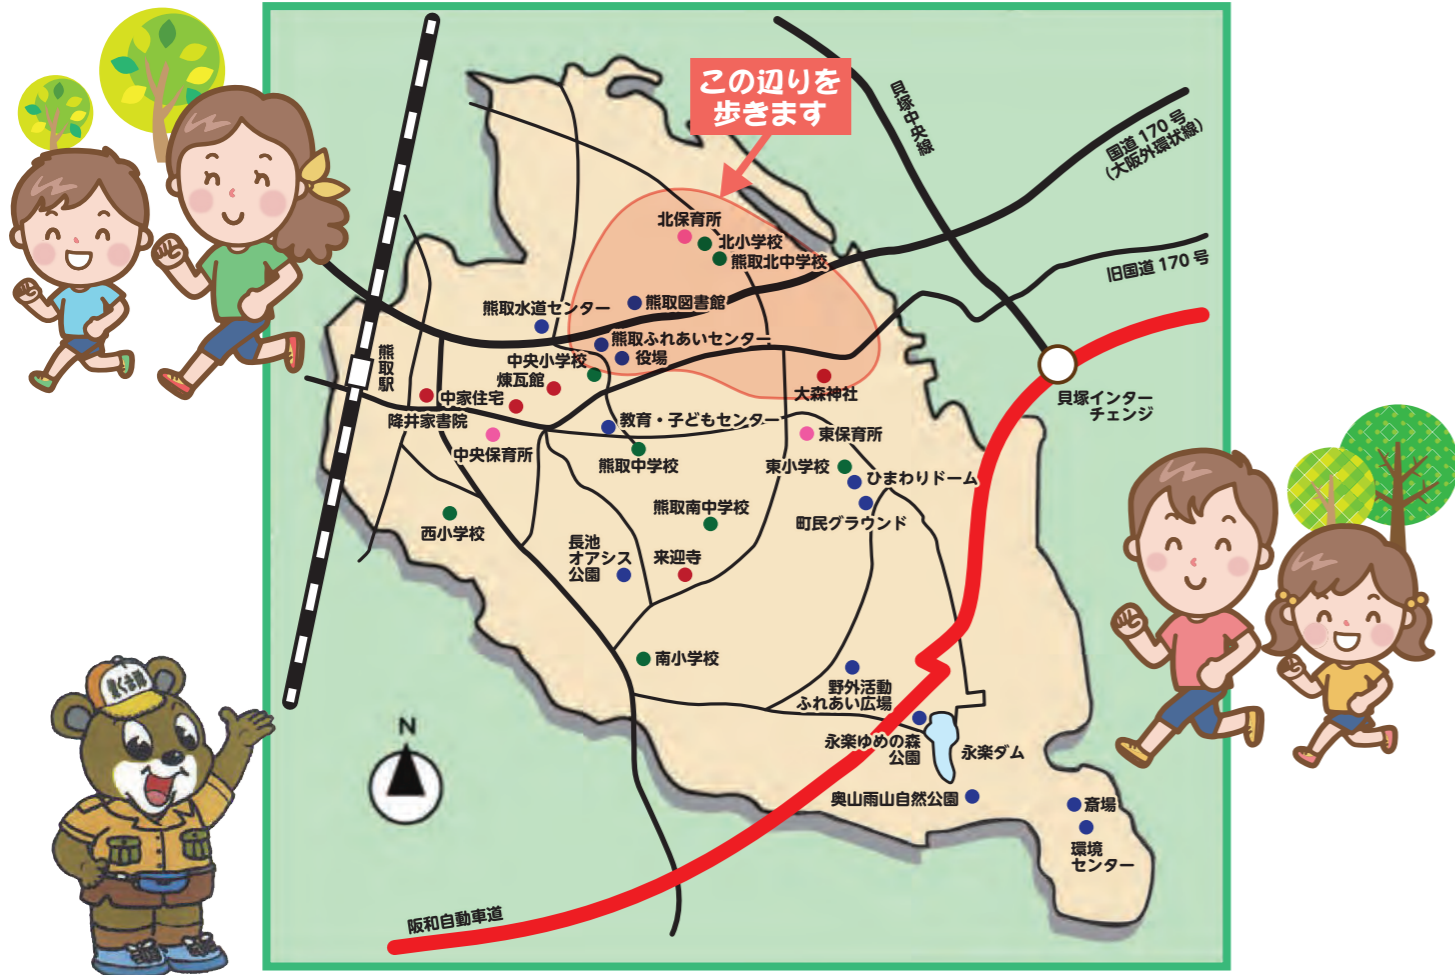 この辺りを
歩きます
貝塚中央線
国道170号
(大阪外環状線)
旧国道170号
北保育所
北小学校
熊取北中学校
熊取図書館
熊取水道センター
熊取ふれあいセンター
役場
中央小学校
煉瓦館
熊取駅
中家住宅
降井家書院
大森神社
貝塚インター
チェンジ
教育・子どもセンター
東保育所
中央保育所
熊取中学校
東小学校
ひまわりドーム
町民グラウンド
熊取南中学校
西小学校
長池
オアシス
公園
来迎寺
南小学校
野外活動
ふれあい広場
永楽ゆめの森
公園
永楽ダム
奥山雨山自然公園
斎場
環境
センター
N
阪和自動車道